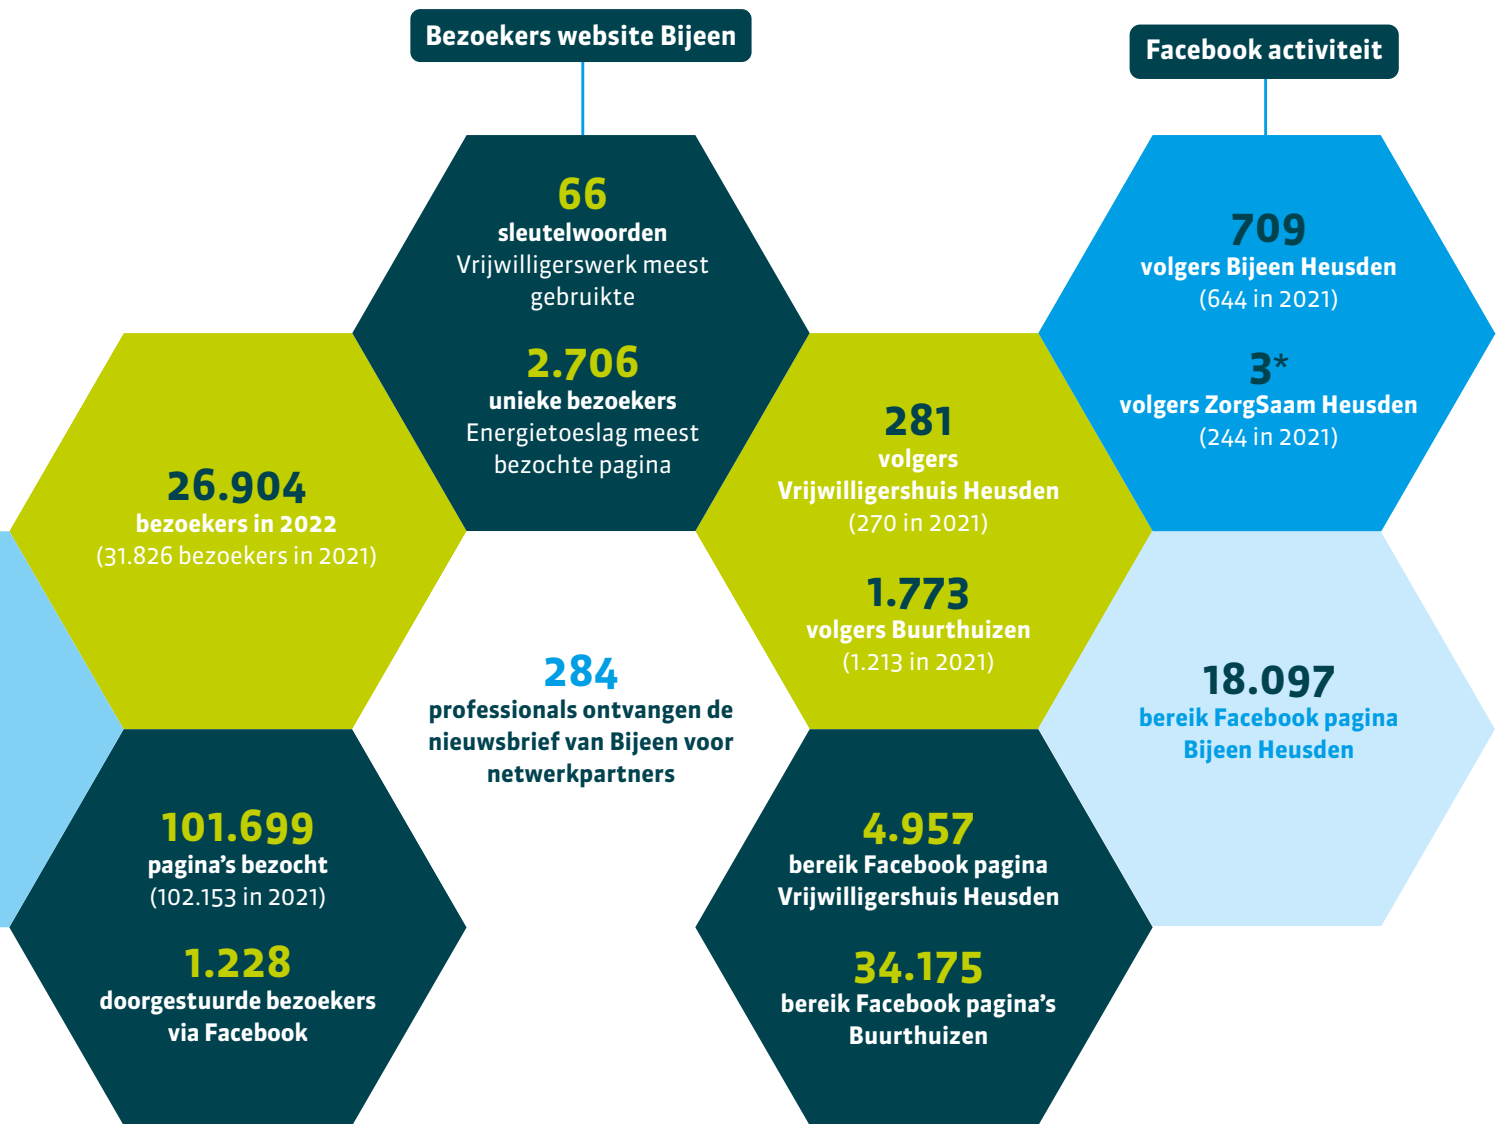 Bezoekers website Bijeen
66
sleutelwoorden
Vrijwilligerswerk meest
gebruikte
2.706
unieke bezoekers
Energietoeslag meest
bezochte pagina
26.904
bezoekers in 2022
(31.826 bezoekers in 2021)
284
professionals ontvangen de
nieuwsbrief van Bijeen voor
netwerkpartners
101.699
pagina's bezocht
(102.153 in 2021)
1.228
doorgestuurde bezoekers
via Facebook
Facebook activiteit
709
volgers Bijeen Heusden
(644 in 2021)
3*
volgers ZorgSaam Heusden
(244 in 2021)
281
volgers
Vrijwilligershuis Heusden
(270 in 2021)
1.773
volgers Buurthuizen
(1.213 in 2021)
18.097
bereik Facebook pagina
Bijeen Heusden
4.957
bereik Facebook pagina
Vrijwilligershuis Heusden
34.175
bereik Facebook pagina's
Buurthuizen